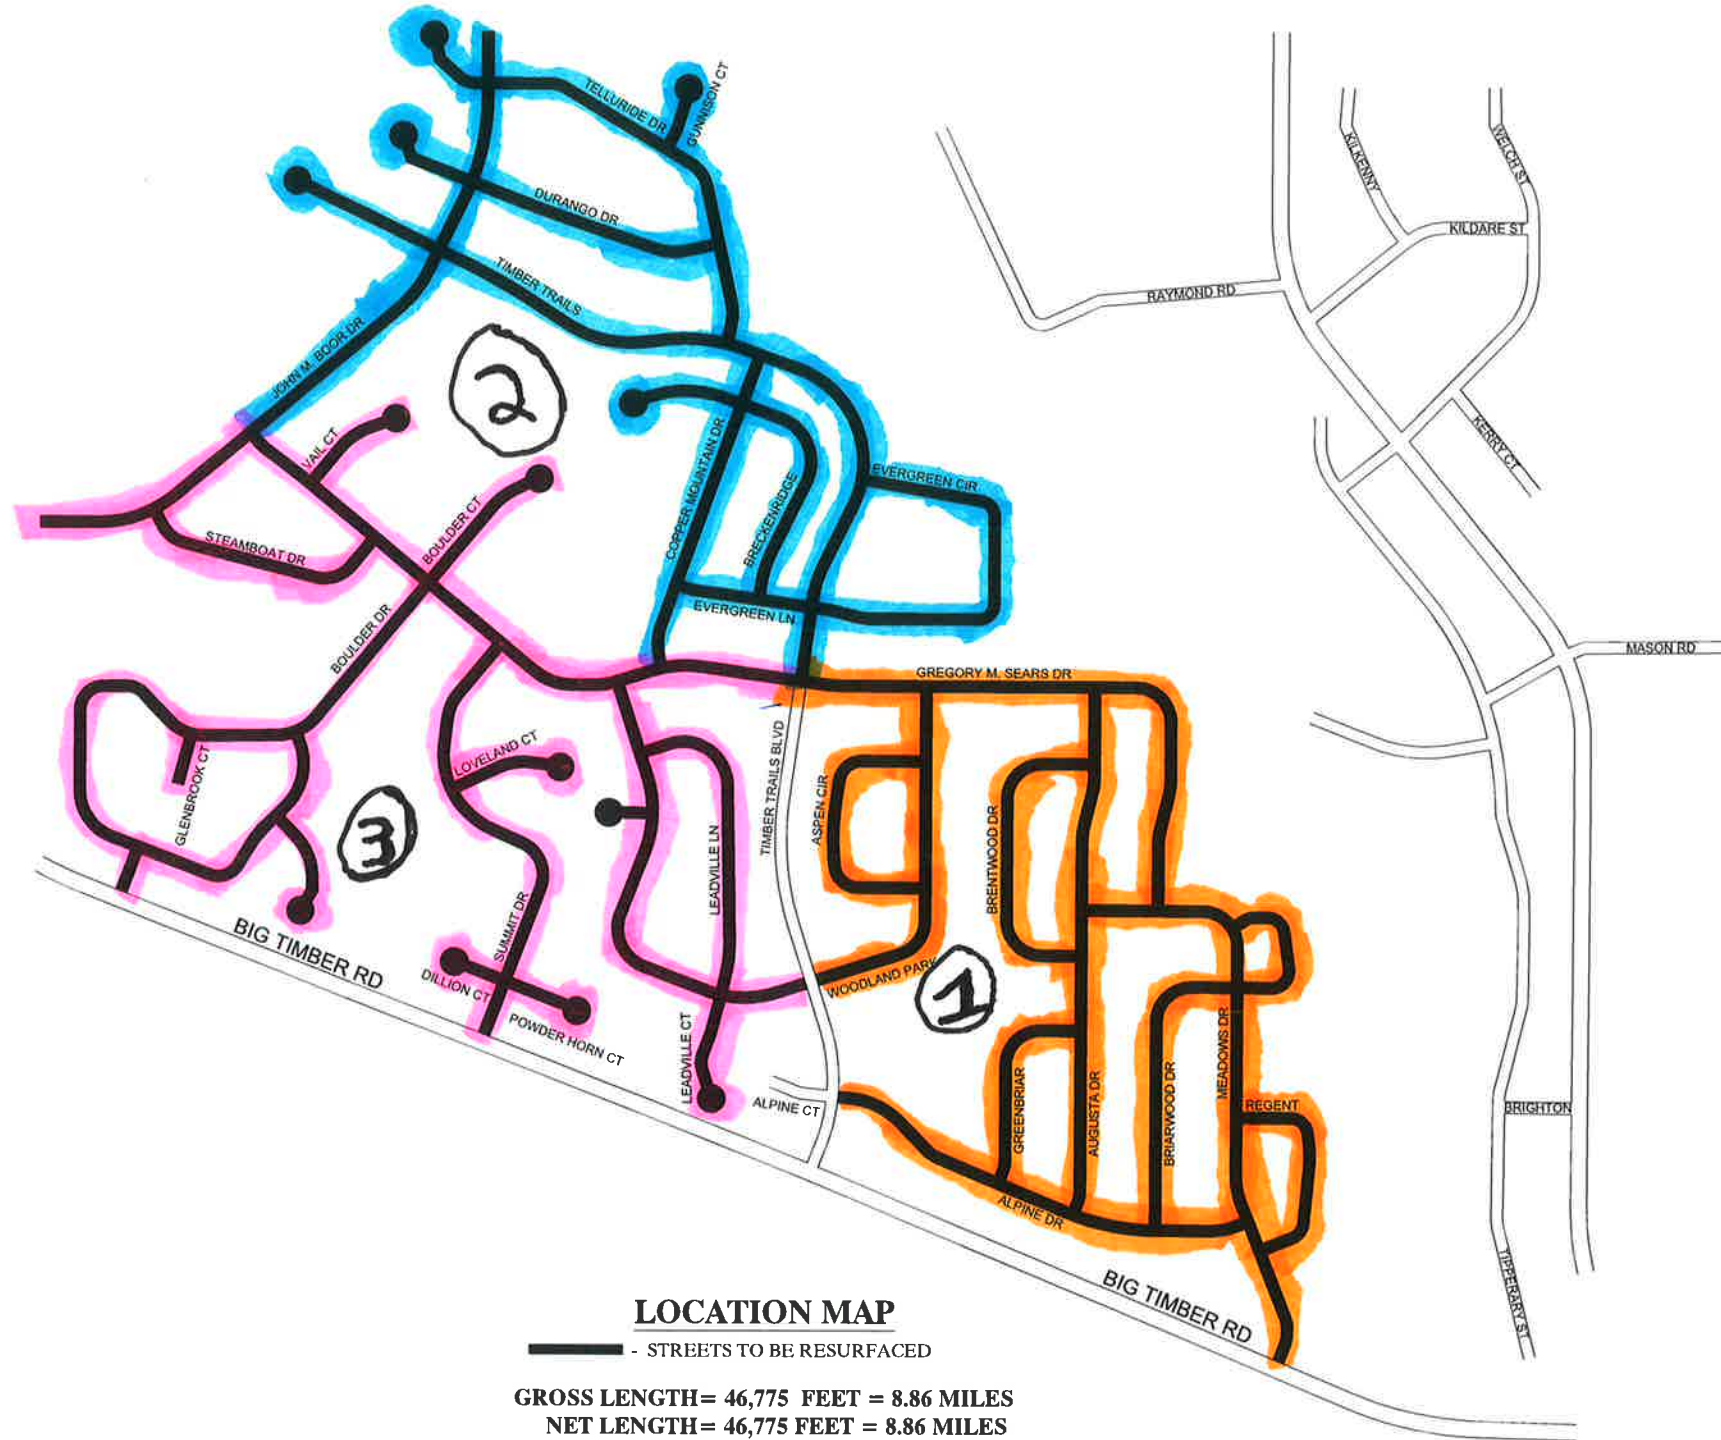 TELLURIDE DR
GUNNISON CT
DURANGO DR
TIMBER TRAILS
JOHN M. BOOR DR
KILKENNY
WELCH ST
KILDARE ST
RAYMOND RD
2
VAIL CT
BOULDER CT
STEAMBOAT DR
COPPER MOUNTAIN DR
BRECKENRIDGE
EVERGREEN CIR
KERRY CT
EVERGREEN LN
BOULDER DR
GREGORY M. SEARS DR
MASON RD
GLENBROOK CT
LOVELAND CT
3
TIMBER TRAILS BLVD
ASPEN CIR
BRENTWOOD DR
LEADVILLE LN
SUMMIT DR
BIG TIMBER RD
DILLION CT
POWDER HORN CT
WOODLAND PARK
1
LEADVILLE CT
ALPINE CT
GREENBRIAR
AUGUSTA DR
BRIARWOOD DR
MEADOWS DR
REGENT
BRIGHTON
ALPINE DR
BIG TIMBER RD
TIPPERARY ST
LOCATION MAP
- STREETS TO BE RESURFACED
GROSS LENGTH= 46,775 FEET = 8.86 MILES
NET LENGTH= 46,775 FEET = 8.86 MILES